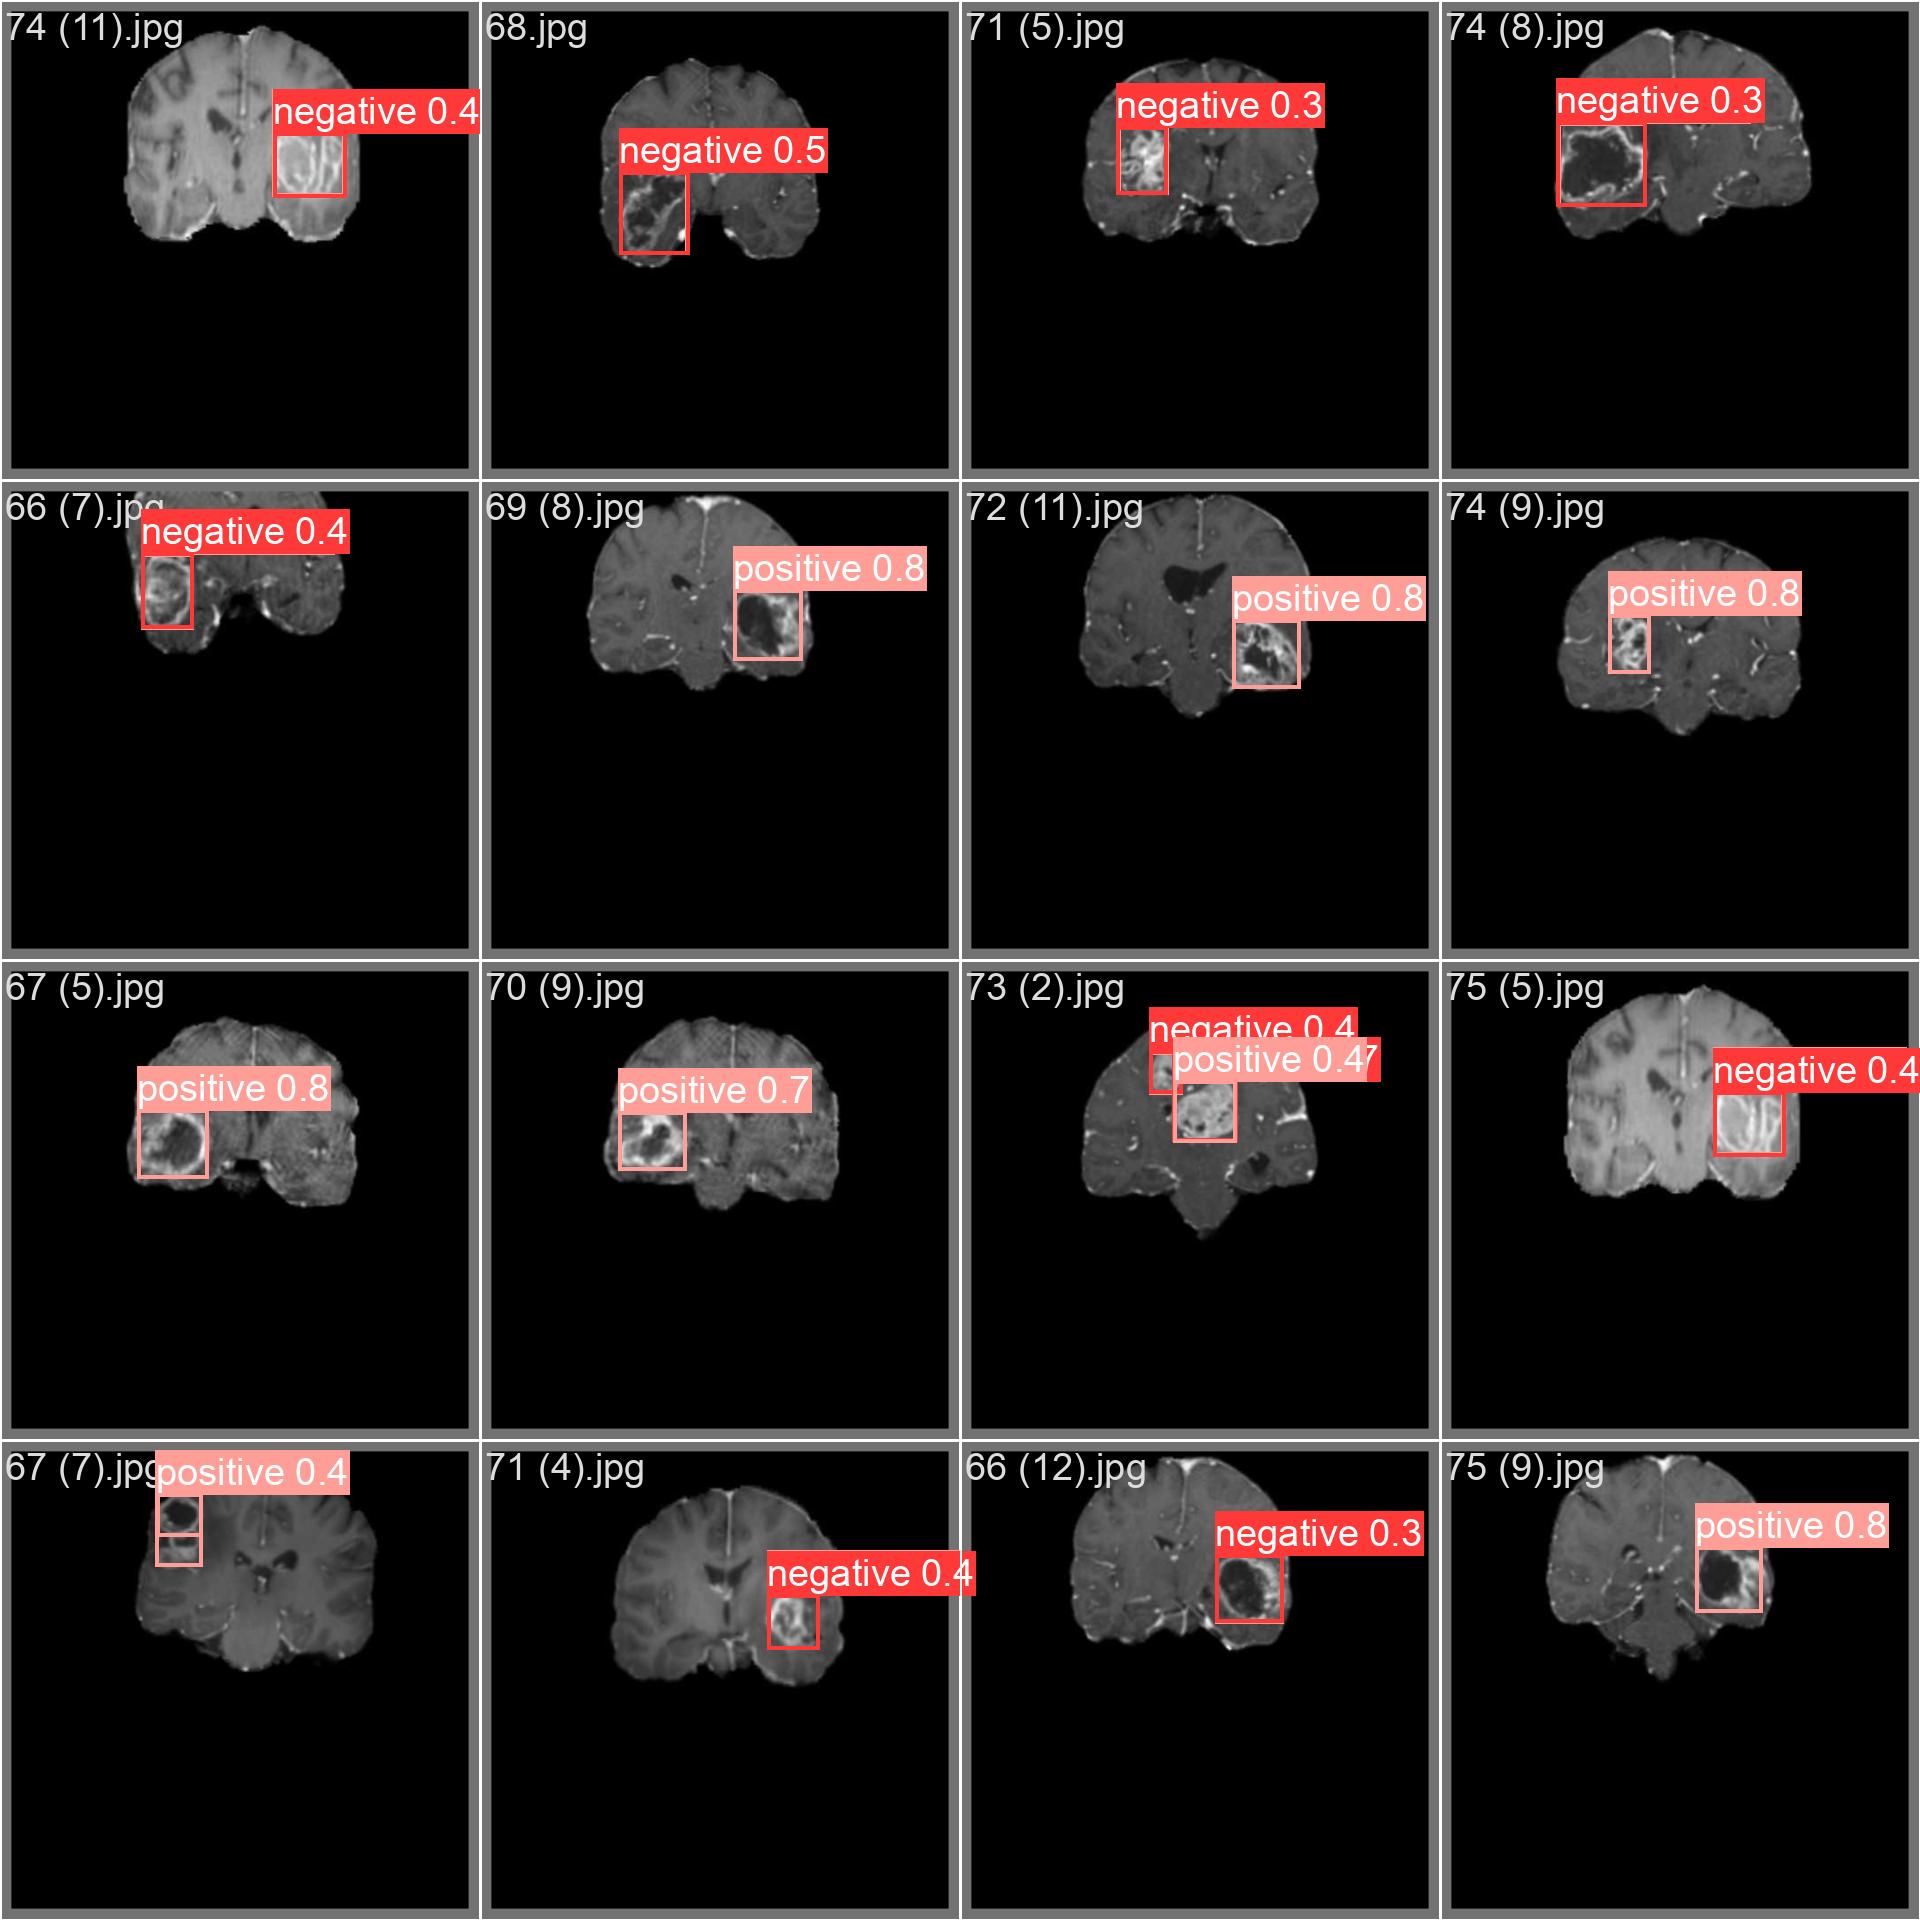 74 (11).jpg
negative 0.4
68.jpg
negative 0.5
71 (5).jpg
negative 0.3
74 (8).jpg
negative 0.3
66 (7).jpg
negative 0.4
69 (8).jpg
positive 0.8
72 (11).jpg
positive 0.8
74 (9).jpg
positive 0.8
67 (5).jpg
positive 0.8
70 (9).jpg
positive 0.7
73 (2).jpg
negative 0.4
positive 0.4
75 (5).jpg
negative 0.4
67 (7).jpg
positive 0.4
71 (4).jpg
negative 0.4
66 (12).jpg
negative 0.3
75 (9).jpg
positive 0.8